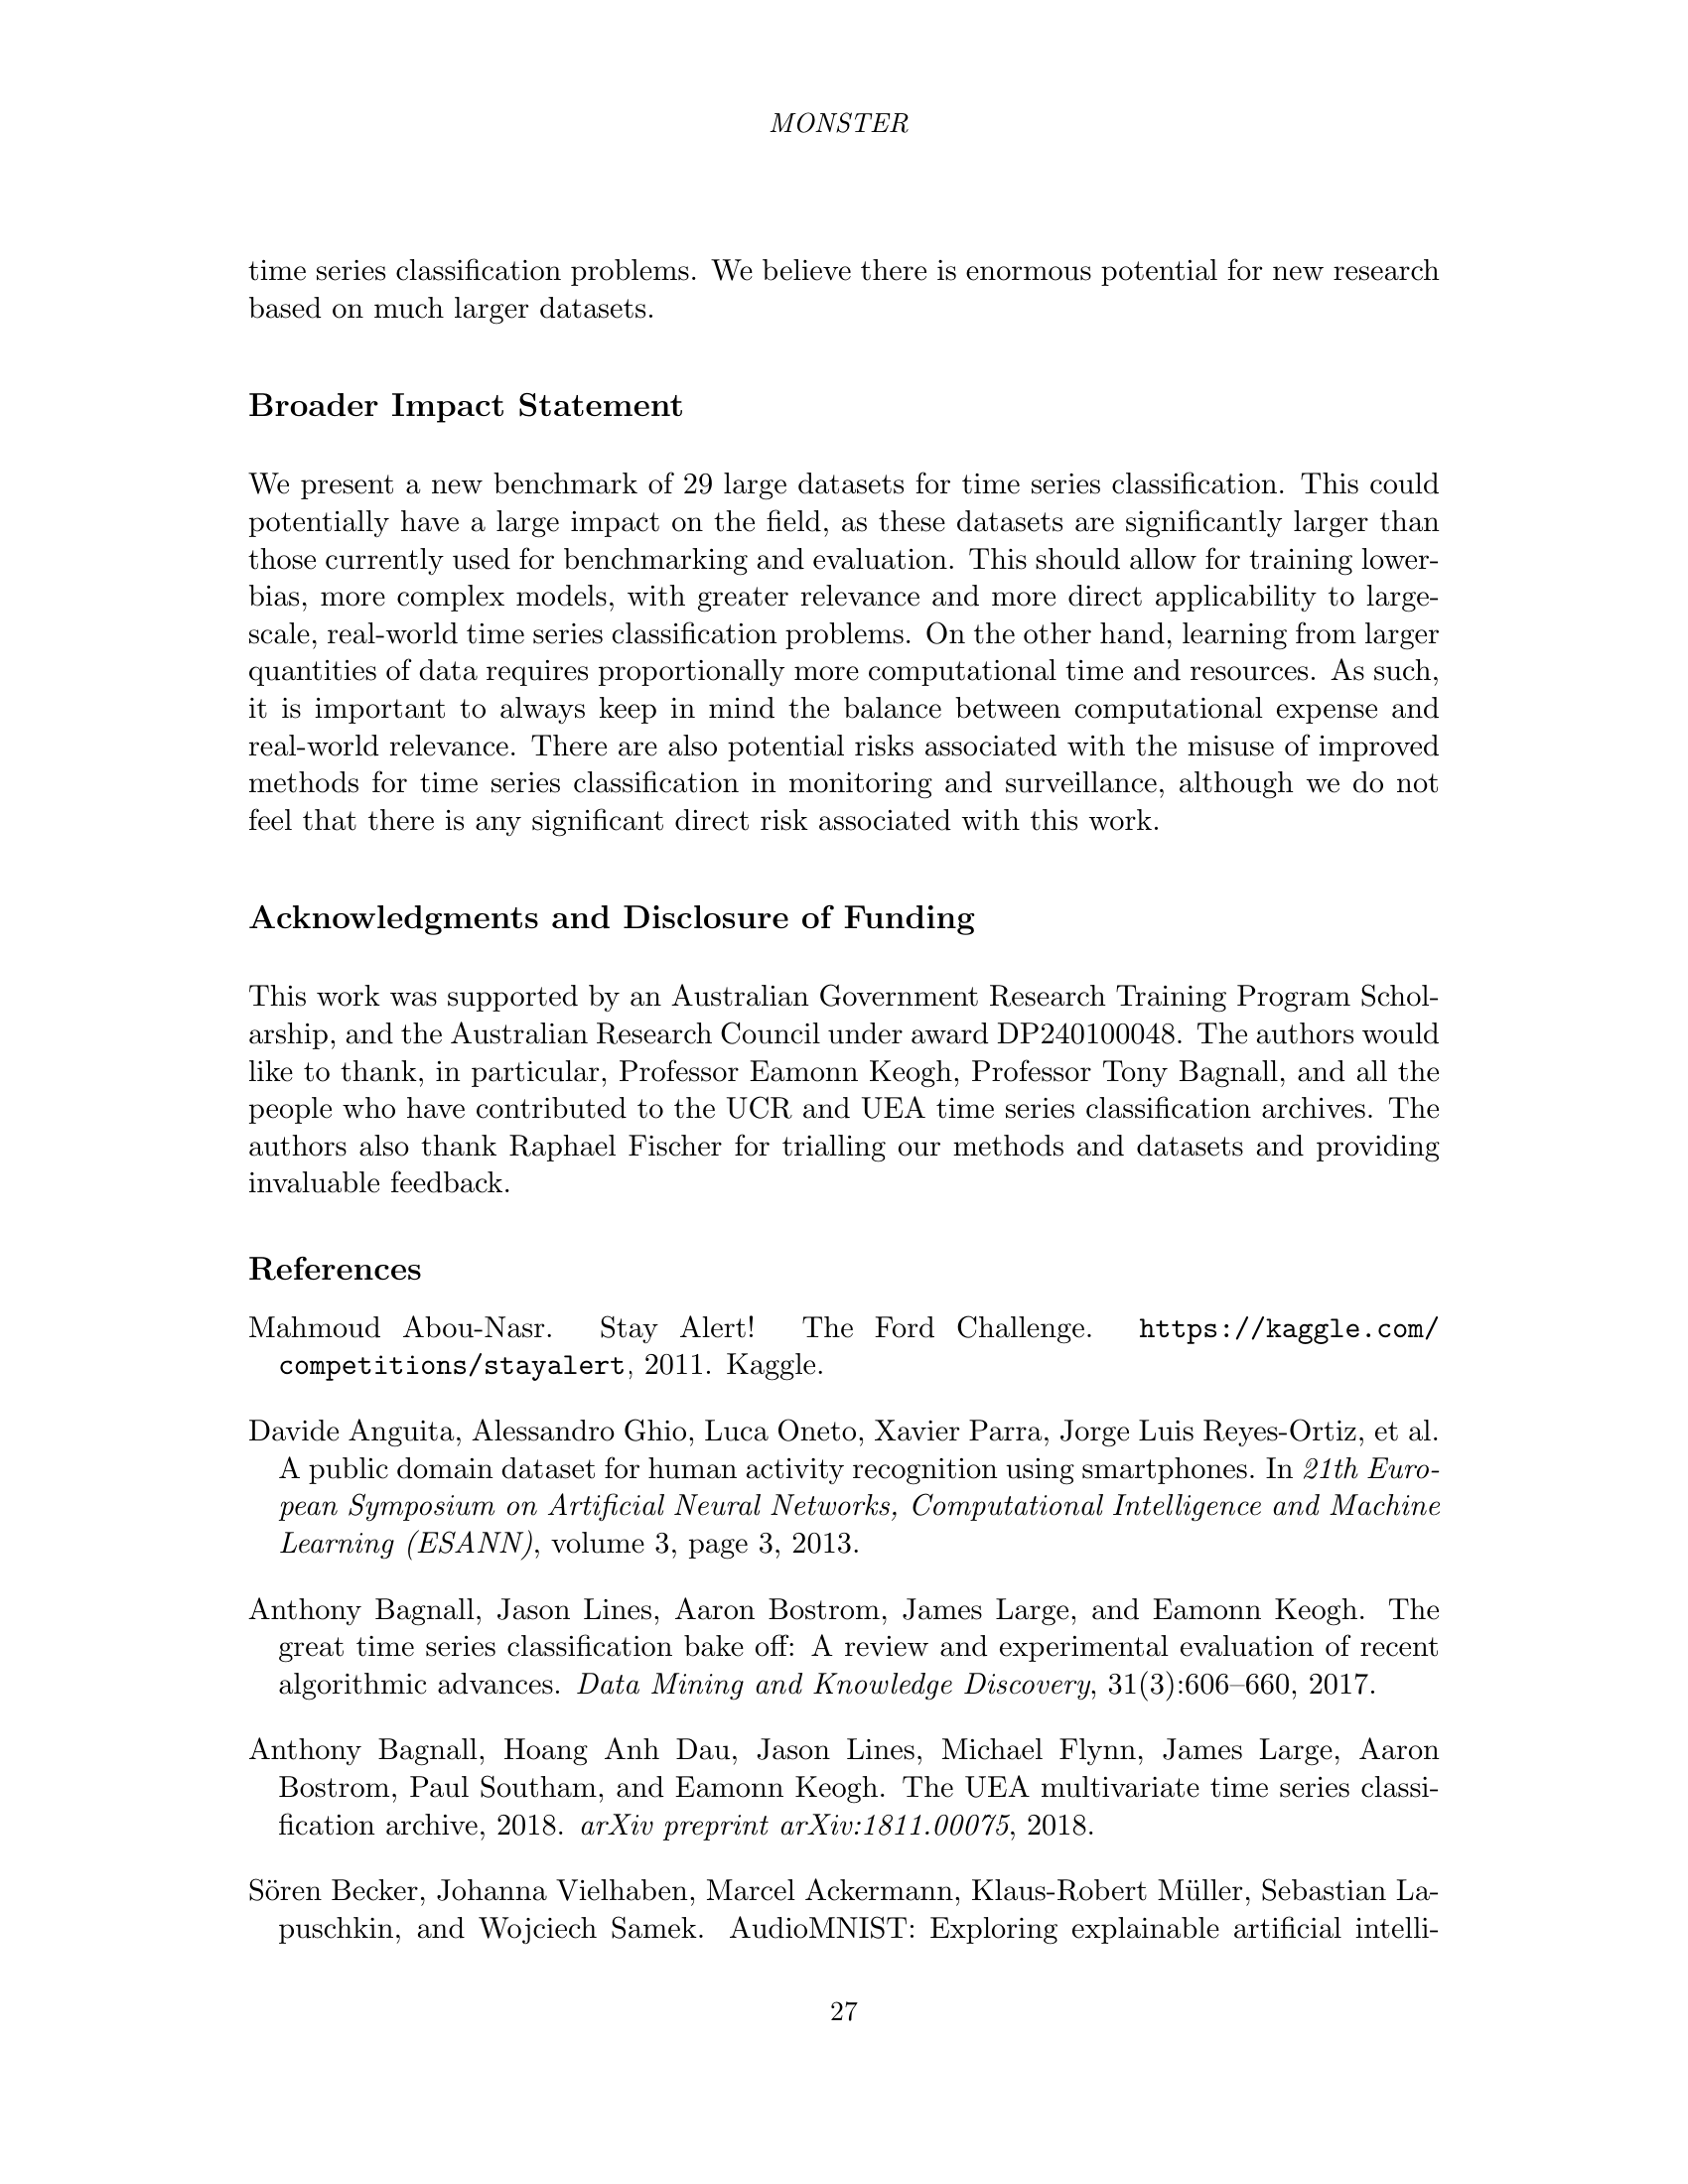 MONSTER
time series classification problems. We believe there is enormous potential for new research
based on much larger datasets.
Broader Impact Statement
We present a new benchmark of 29 large datasets for time series classification. This could
potentially have a large impact on the field, as these datasets are significantly larger than
those currently used for benchmarking and evaluation. This should allow for training lower-
bias, more complex models, with greater relevance and more direct applicability to large-
scale, real-world time series classification problems. On the other hand, learning from larger
quantities of data requires proportionally more computational time and resources. As such,
it is important to always keep in mind the balance between computational expense and
real-world relevance. There are also potential risks associated with the misuse of improved
methods for time series classification in monitoring and surveillance, although we do not
feel that there is any significant direct risk associated with this work.
Acknowledgments and Disclosure of Funding
This work was supported by an Australian Government Research Training Program Schol-
arship, and the Australian Research Council under award DP240100048. The authors would
like to thank, in particular, Professor Eamonn Keogh, Professor Tony Bagnall, and all the
people who have contributed to the UCR and UEA time series classification archives. The
authors also thank Raphael Fischer for trialling our methods and datasets and providing
invaluable feedback.
References
Mahmoud Abou-Nasr. Stay Alert! The Ford Challenge. https://kaggle.com/
competitions/stayalert, 2011. Kaggle.
Davide Anguita, Alessandro Ghio, Luca Oneto, Xavier Parra, Jorge Luis Reyes-Ortiz, et al.
A public domain dataset for human activity recognition using smartphones. In 21th Euro-
pean Symposium on Artificial Neural Networks, Computational Intelligence and Machine
Learning (ESANN), volume 3, page 3, 2013.
Anthony Bagnall, Jason Lines, Aaron Bostrom, James Large, and Eamonn Keogh. The
great time series classification bake off: A review and experimental evaluation of recent
algorithmic advances. Data Mining and Knowledge Discovery, 31(3):606–660, 2017.
Anthony Bagnall, Hoang Anh Dau, Jason Lines, Michael Flynn, James Large, Aaron
Bostrom, Paul Southam, and Eamonn Keogh. The UEA multivariate time series classi-
fication archive, 2018. arXiv preprint arXiv:1811.00075, 2018.
Sören Becker, Johanna Vielhaben, Marcel Ackermann, Klaus-Robert Müller, Sebastian La-
puschkin, and Wojciech Samek. AudioMNIST: Exploring explainable artificial intelli-
27